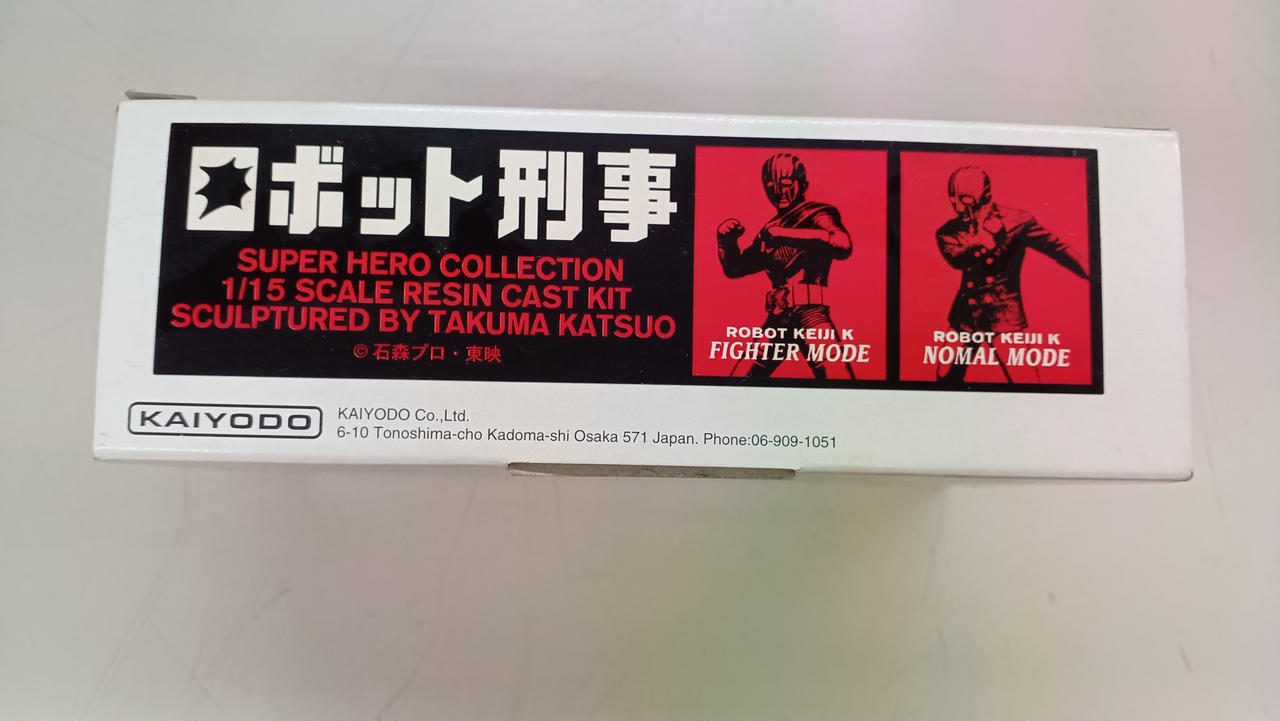 ロボット刑事
SUPER HERO COLLECTION
1/15 SCALE RESIN CAST KIT
SCULPTURED BY TAKUMA KATSUO
© 石森プロ・東映
ROBOT KEIJI K
FIGHTER MODE
ROBOT KEIJI K
NOMAL MODE
KAIYODO
KAIYODO Co.,Ltd.
6-10 Tonoshima-cho Kadoma-shi Osaka 571 Japan. Phone:06-909-1051